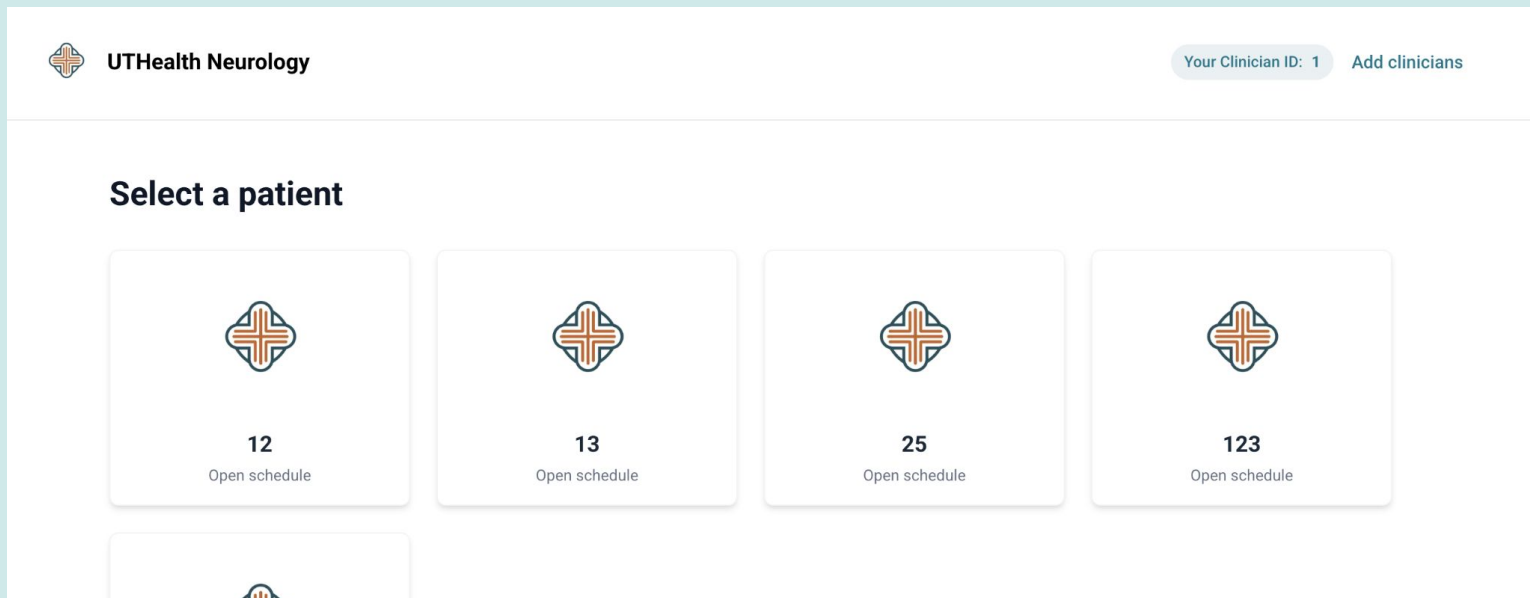 UTHealth Neurology
Your Clinician ID: 1
Add clinicians
Select a patient
12
Open schedule
13
Open schedule
25
Open schedule
123
Open schedule